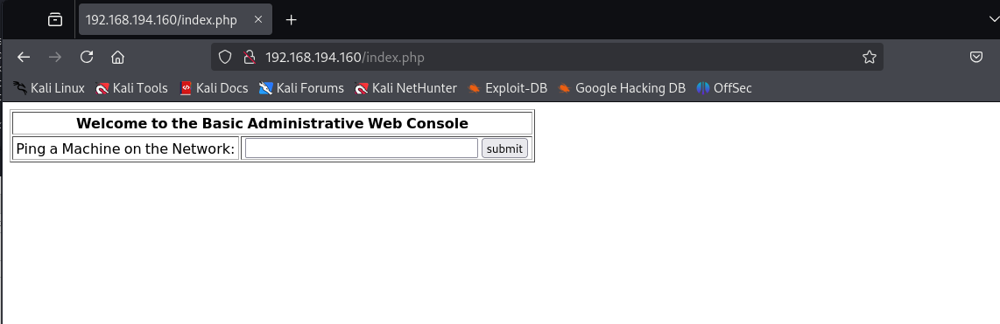 192.168.194.160/index.php
192.168.194.160/index.php
Kali Linux Kali Tools Kali Docs Kali Forums Kali NetHunter Exploit-DB Google Hacking DB OffSec
Welcome to the Basic Administrative Web Console
Ping a Machine on the Network: submit